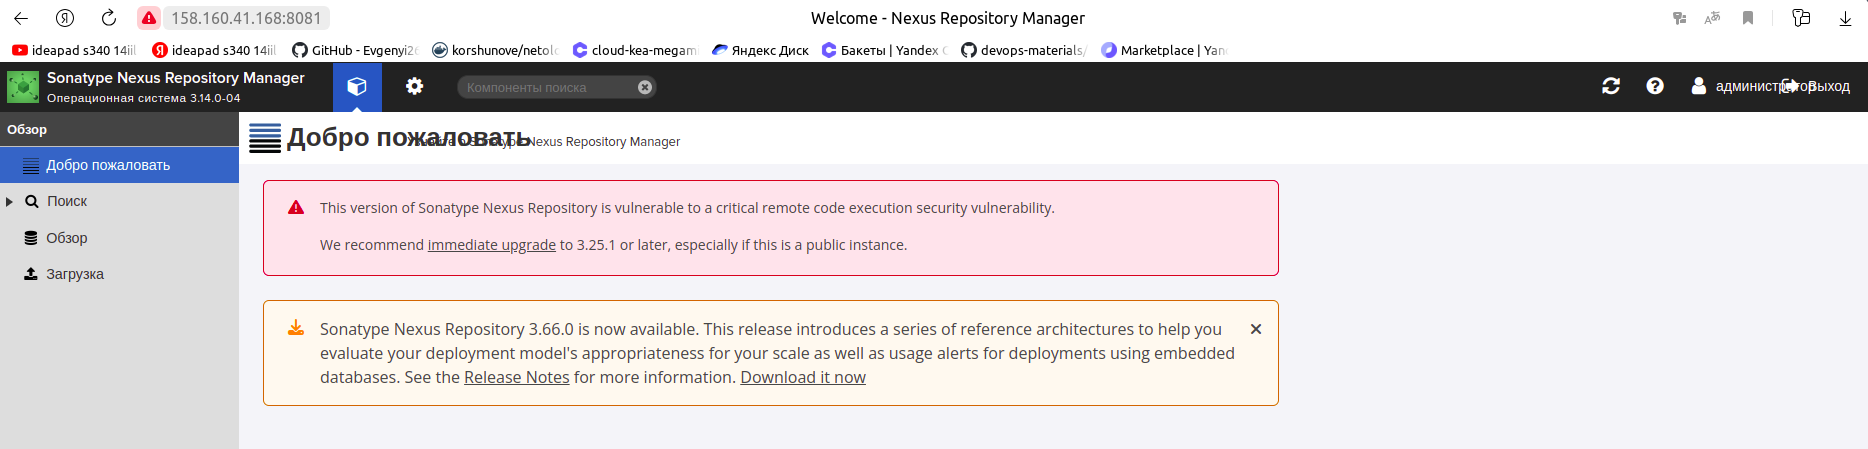 158.160.41.168:8081
Welcome - Nexus Repository Manager
ideapad s340 14iil
ideapad s340 14iil
GitHub - Evgenyi26
korshunove/netolo
cloud-kea-megami
Яндекс Диск
Бакеты | Yandex C
devops-materials/
Marketplace | Yan
Sonatype Nexus Repository Manager
Операционная система 3.14.0-04
Компоненты поиска
администратор
Выход
Обзор
Добро пожаловать
Поиск
Обзор
Загрузка
Добро пожаловать
Sonatype Nexus Repository Manager
This version of Sonatype Nexus Repository is vulnerable to a critical remote code execution security vulnerability.
We recommend immediate upgrade to 3.25.1 or later, especially if this is a public instance.
Sonatype Nexus Repository 3.66.0 is now available. This release introduces a series of reference architectures to help you
evaluate your deployment model's appropriateness for your scale as well as usage alerts for deployments using embedded
databases. See the Release Notes for more information. Download it now